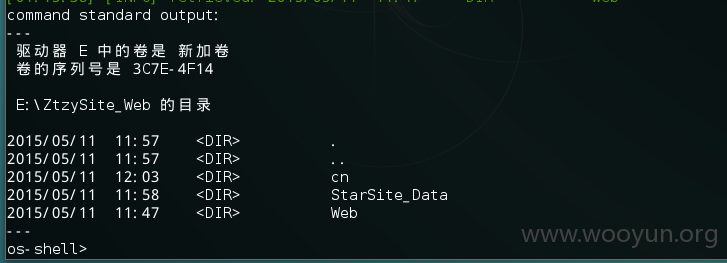 command standard output:
---
驱动器 E 中的卷是 新加卷
卷的序列号是 3C7E-4F14
E:\ZtzySite_Web 的目录
2015/05/11 11:57 <DIR> .
2015/05/11 11:57 <DIR> ..
2015/05/11 12:03 <DIR> cn
2015/05/11 11:58 <DIR> StarSite_Data
2015/05/11 11:47 <DIR> Web
---
os-shell>
www.wooyun.org